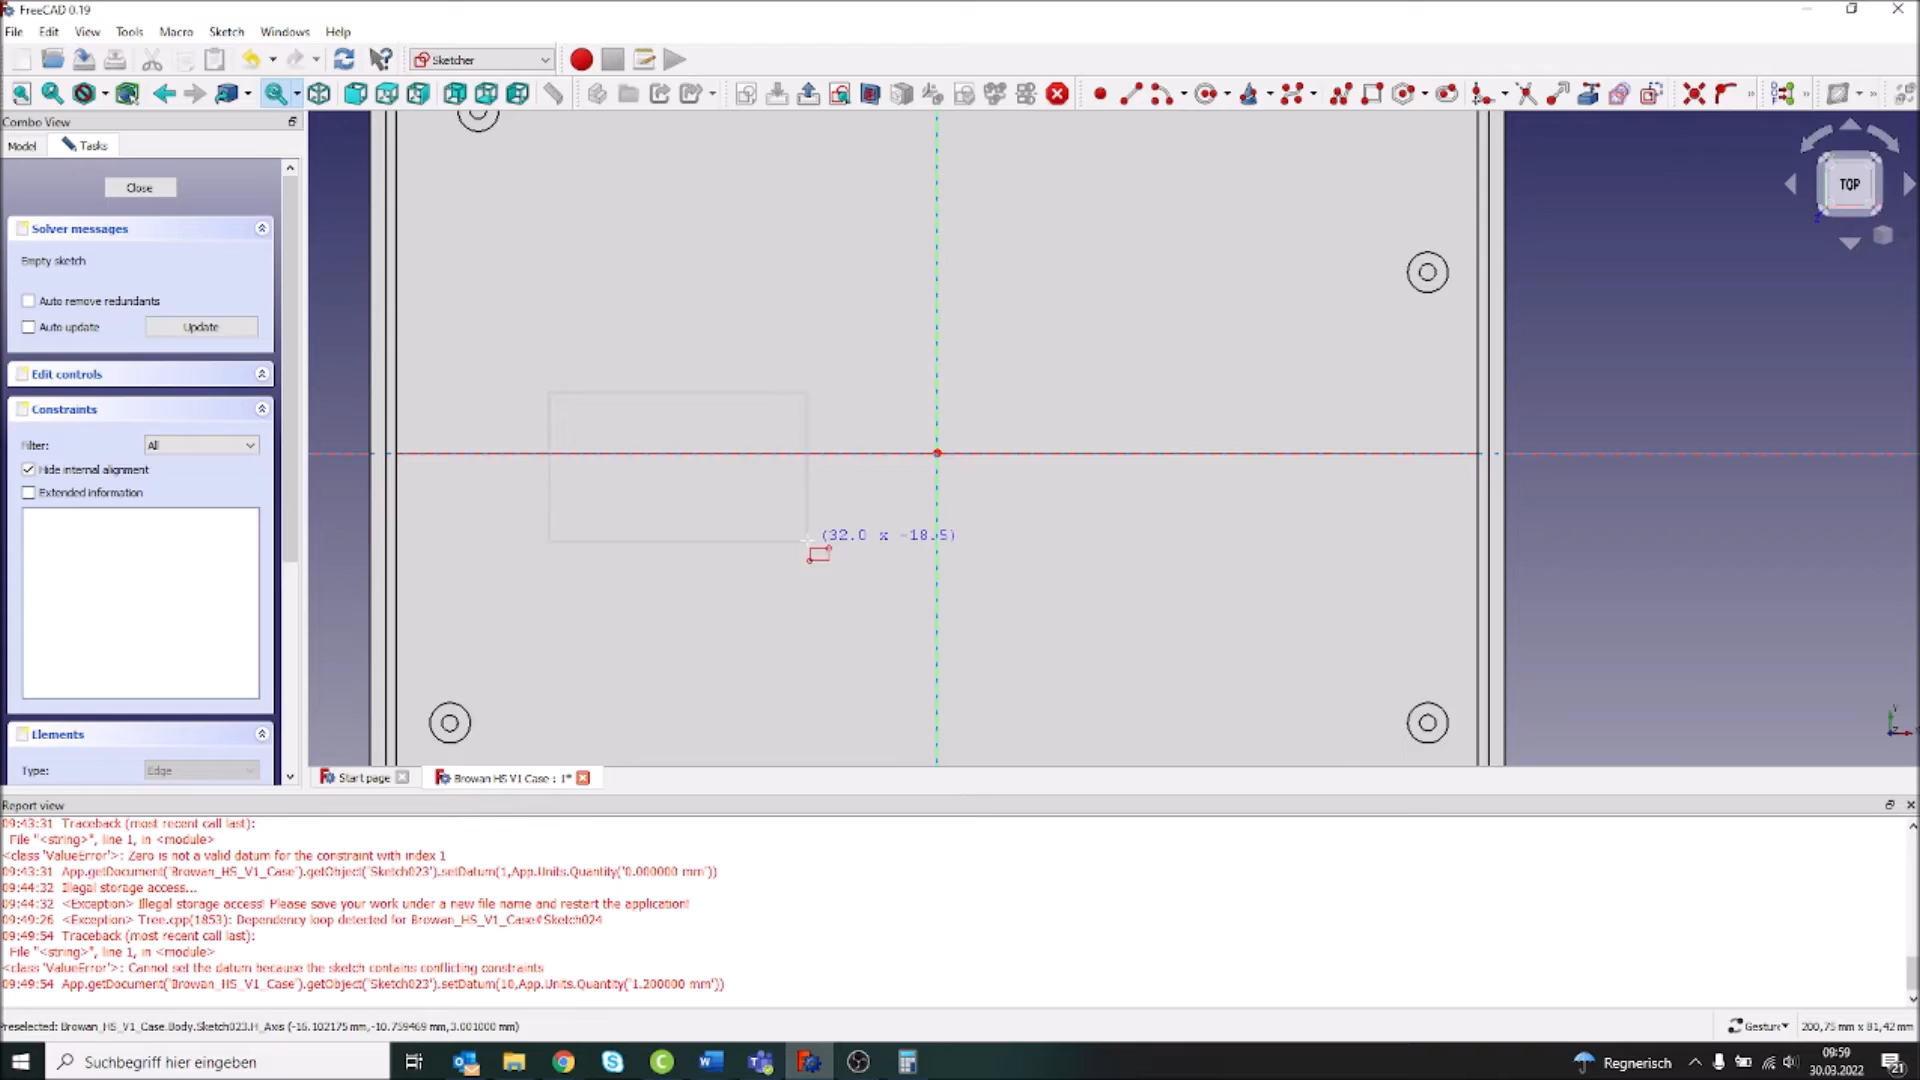 FreeCAD 0.19
File Edit View Tools Macro Sketch Windows Help
Sketcher
Combo View
Model Tasks
Close
Solver messages
Empty sketch
Auto remove redundants
Auto update Update
Edit controls
Constraints
Filter: All
Hide internal alignment
Extended information
Elements
Type: Edge
TOP
(32.0 x -18.5)
Start page Browan HS V1 Case : 1*
Report view
09:43:31 Traceback (most recent call last):
File "<string>", line 1, in <module>
<class 'ValueError'>: Zero is not a valid datum for the constraint with index 1
09:43:31 App.getDocument('Browan_HS_V1_Case').getObject('Sketch023').setDatum(1,App.Units.Quantity('0.000000 mm'))
09:44:32 Illegal storage access...
09:44:32 <Exception> Illegal storage access! Please save your work under a new file name and restart the application!
09:49:26 <Exception> Tree.cpp(1853): Dependency loop detected for Browan_HS_V1_Case#Sketch024
09:49:54 Traceback (most recent call last):
File "<string>", line 1, in <module>
<class 'ValueError'>: Cannot set the datum because the sketch contains conflicting constraints
09:49:54 App.getDocument('Browan_HS_V1_Case').getObject('Sketch023').setDatum(10,App.Units.Quantity('1.200000 mm'))
reselected: Browan_HS_V1_Case.Body.Sketch023.H_Axis (-16.102175 mm,-10.759469 mm,3.001000 mm)
Gesture 200,75 mm x 81,42 mm
Suchbegriff hier eingeben
Regnerisch
09:59
30.03.2022
21